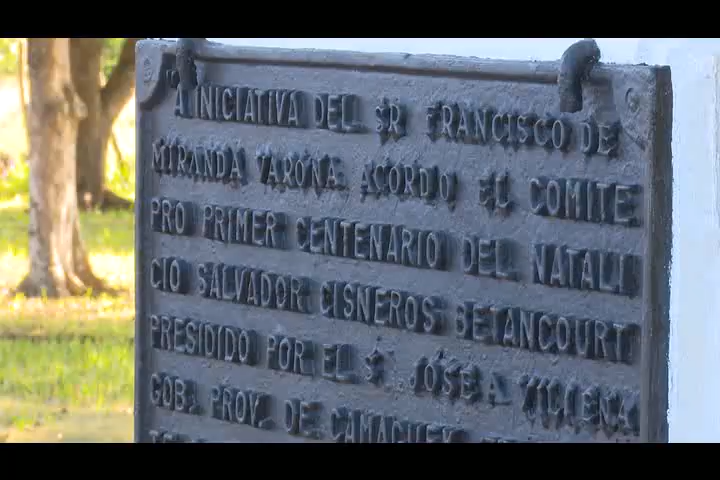 "A INICIATIVA DEL SR FRANCISCO DE
MIRANDA VARONA. ACORDO EL COMITE
PRO PRIMER CENTENARIO DEL NATALI
CIO SALVADOR CISNEROS BETANCOURT
PRESIDIDO POR EL Sr JOSE A. VILLENA
GOB. PROV. DE CAMAGUEY